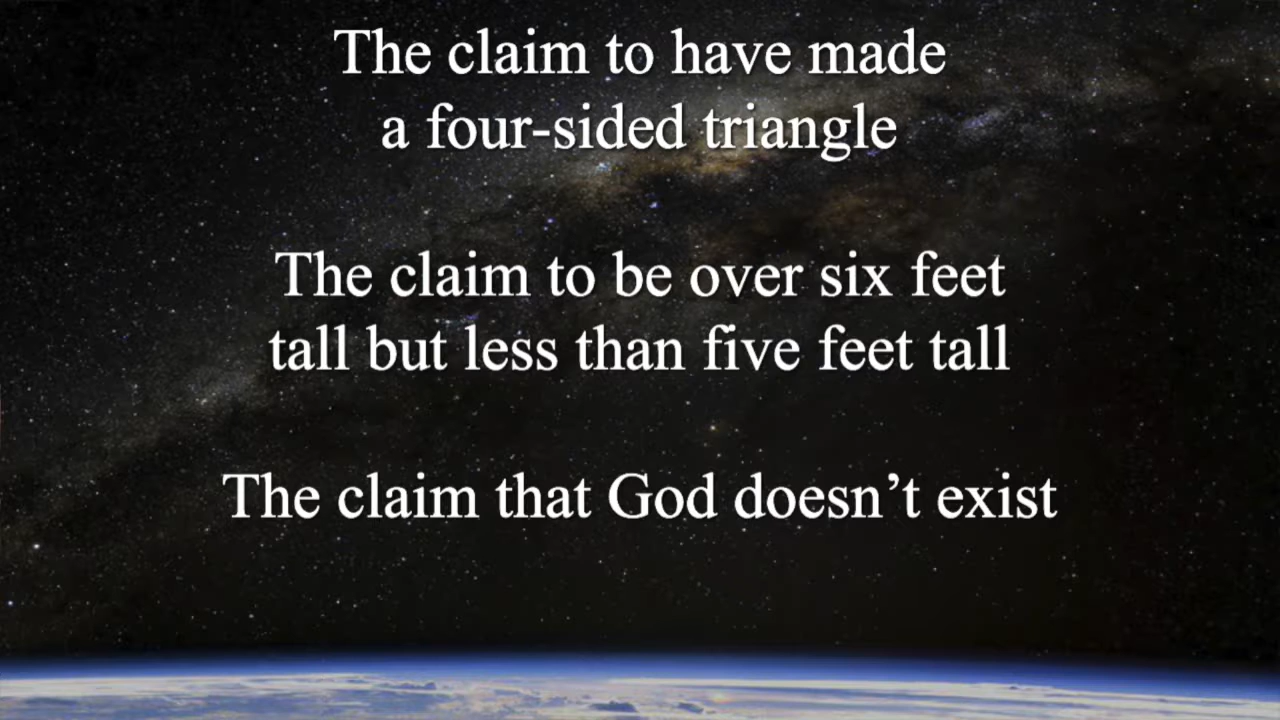 The claim to have made
a four-sided triangle
The claim to be over six feet
tall but less than five feet tall
The claim that God doesn’t exist